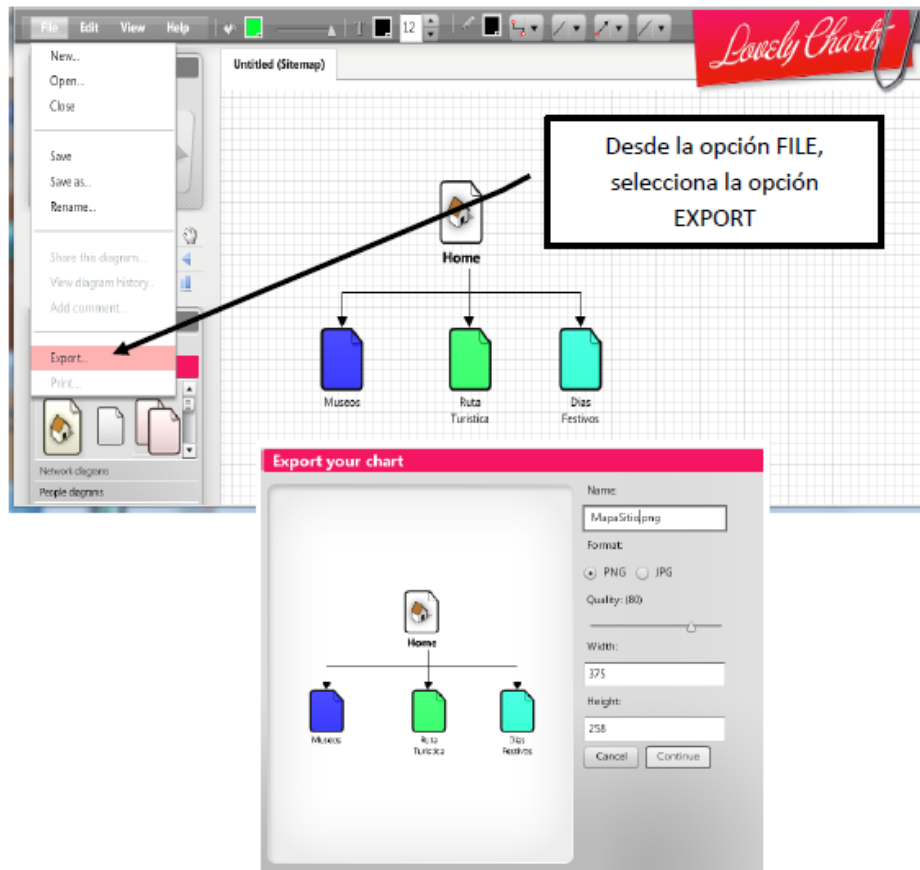 File Edit View Help
T 12
Lovely Charts
New...
Open...
Close
Save
Save as..
Rename...
Share this diagram...
View diagram history..
Add comment...
Export...
Print...
Network diagrams
People diagrams
Untitled (Sitemap)
Desde la opción FILE,
selecciona la opción
EXPORT
Home
Museos
Ruta
Turistica
Dias
Festivos
Export your chart
Home
Museos
Ruta
Turistica
Dias
Festivos
Name:
MapaSitio.png
Format:
PNG JPG
Quality: (80)
Width:
375
Height:
258
Cancel Continue